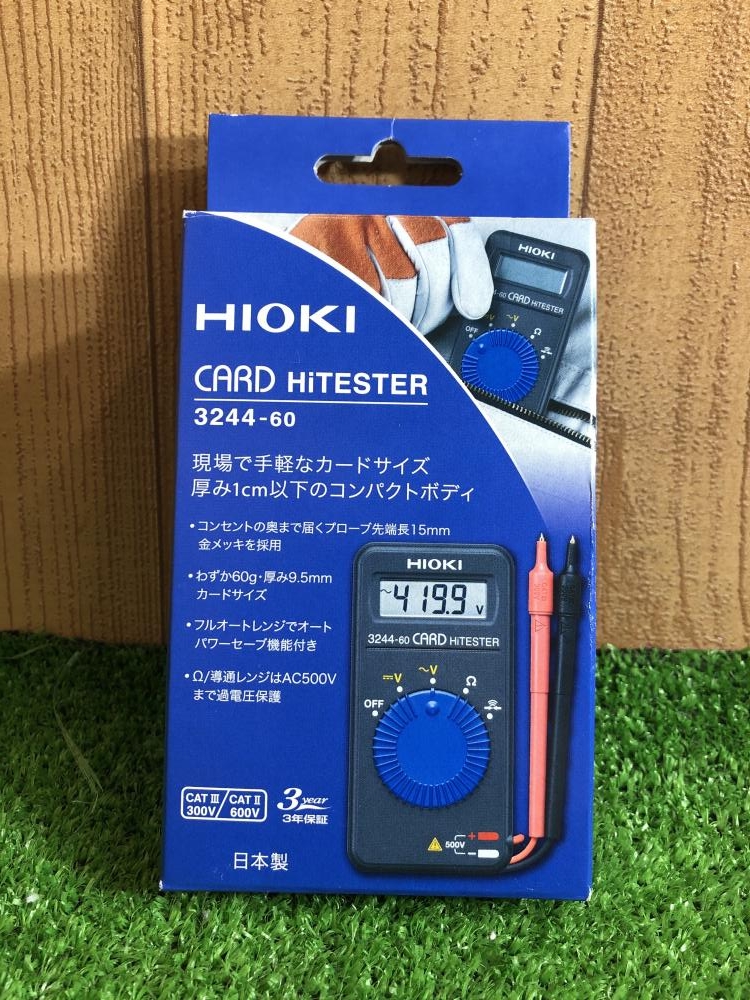 HIOKI
4-60 CARD HiTESTER
OFF
~V
Ω
HIOKI
CARD HiTESTER
3244-60
現場で手軽なカードサイズ
厚み1cm以下のコンパクトボディ
・コンセントの奥まで届くプローブ先端長15mm
金メッキを採用
・わずか60g・厚み9.5mm
カードサイズ
・フルオートレンジでオート
パワーセーブ機能付き
・Ω/導通レンジはAC500V
まで過電圧保護
HIOKI
~419.9 V
3244-60 CARD HiTESTER
OFF
⎓V
~V
Ω
500V
+
-
CAT III 300V / CAT II 600V
3year
3年保証
日本製